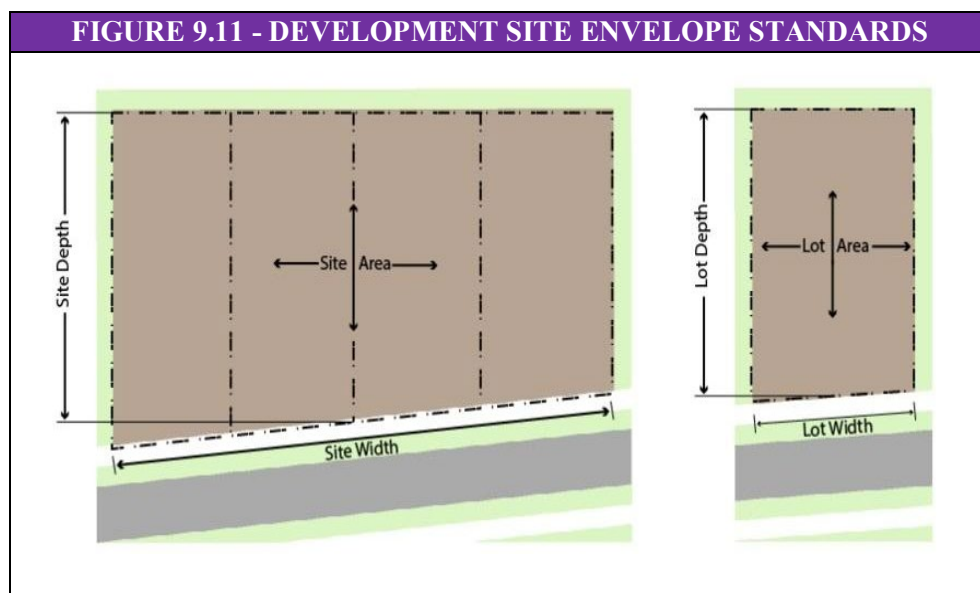 FIGURE 9.11 - DEVELOPMENT SITE ENVELOPE STANDARDS
Site Depth
Site Area
Site Width
Lot Depth
Lot Area
Lot Width